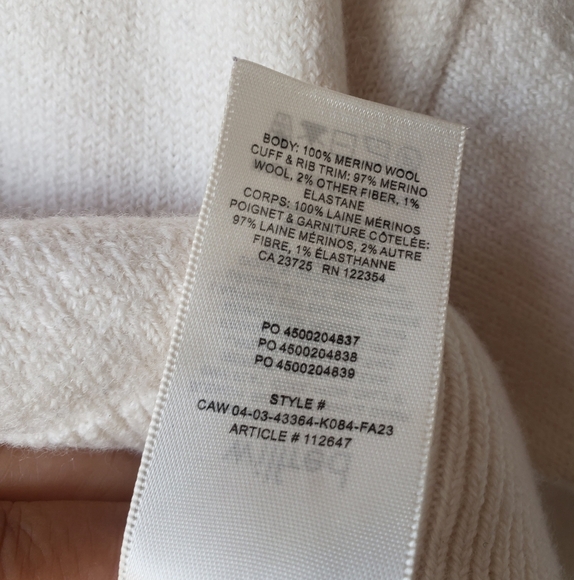 BODY: 100% MERINO WOOL
CUFF & RIB TRIM: 97% MERINO
WOOL, 2% OTHER FIBER, 1%
ELASTANE
CORPS: 100% LAINE MÉRINOS
POIGNET & GARNITURE CÔTELÉE:
97% LAINE MÉRINOS, 2% AUTRE
FIBRE, 1% ÉLASTHANNE
CA 23725 RN 122354
PO 4500204837
PO 4500204838
PO 4500204839
STYLE #
CAW 04-03-43364-K084-FA23
ARTICLE # 112647